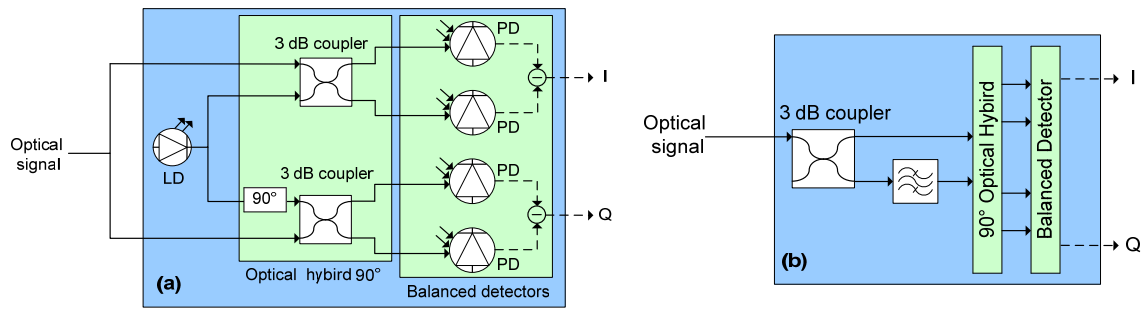 Optical
signal
LD
3 dB coupler
3 dB coupler
90°
PD
PD
PD
PD
I
Q
(a)
Optical hybird 90°
Balanced detectors
Optical
signal
3 dB coupler
90° Optical Hybird
Balanced Detector
I
Q
(b)